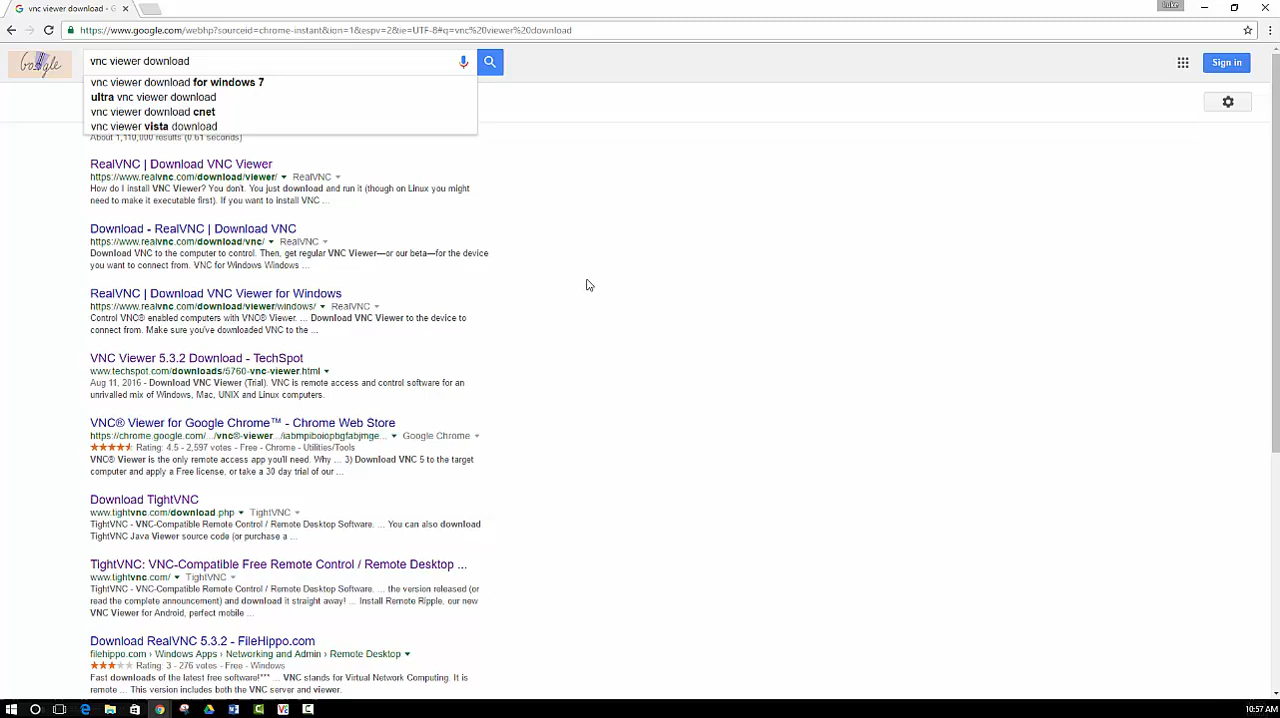 vnc viewer download - G
Luke
https://www.google.com/webhp?sourceid=chrome-instant&ion=1&espv=2&ie=UTF-8#q=vnc%20viewer%20download
Google
vnc viewer download
Sign in
vnc viewer download for windows 7
ultra vnc viewer download
vnc viewer download cnet
vnc viewer vista download
About 1,110,000 results (0.61 seconds)
RealVNC | Download VNC Viewer
https://www.realvnc.com/download/viewer/ RealVNC
How do I install VNC Viewer? You don't. You just download and run it (though on Linux you might
need to make it executable first). If you want to install VNC ...
Download - RealVNC | Download VNC
https://www.realvnc.com/download/vnc/ RealVNC
Download VNC to the computer to control. Then, get regular VNC Viewer—or our beta—for the device
you want to connect from. VNC for Windows Windows ...
RealVNC | Download VNC Viewer for Windows
https://www.realvnc.com/download/viewer/windows/ RealVNC
Control VNC® enabled computers with VNC® Viewer. ... Download VNC Viewer to the device to
connect from. Make sure you've downloaded VNC to the ...
VNC Viewer 5.3.2 Download - TechSpot
www.techspot.com/downloads/5760-vnc-viewer.html
Aug 11, 2016 - Download VNC Viewer (Trial). VNC is remote access and control software for an
unrivalled mix of Windows, Mac, UNIX and Linux computers.
VNC® Viewer for Google Chrome™ - Chrome Web Store
https://chrome.google.com/.../vnc®-viewer.../iabmpiboiopbgfabjmge... Google Chrome
Rating: 4.5 - 2,597 votes - Free - Chrome - Utilities/Tools
VNC® Viewer is the only remote access app you'll need. Why ... 3) Download VNC 5 to the target
computer and apply a Free license, or take a 30 day trial of our ...
Download TightVNC
www.tightvnc.com/download.php TightVNC
TightVNC - VNC-Compatible Remote Control / Remote Desktop Software. ... You can also download
TightVNC Java Viewer source code (or purchase a ...
TightVNC: VNC-Compatible Free Remote Control / Remote Desktop ...
www.tightvnc.com/ TightVNC
TightVNC - VNC-Compatible Remote Control / Remote Desktop Software. ... the version released (or
read the complete announcement) and download it straight away! ... Install Remote Ripple, our new
VNC Viewer for Android, perfect mobile ...
Download RealVNC 5.3.2 - FileHippo.com
filehippo.com › Windows Apps › Networking and Admin › Remote Desktop
Rating: 3 - 276 votes - Free - Windows
Fast downloads of the latest free software!*** ... VNC stands for Virtual Network Computing. It is
remote ... This version includes both the VNC server and viewer.
10:57 AM